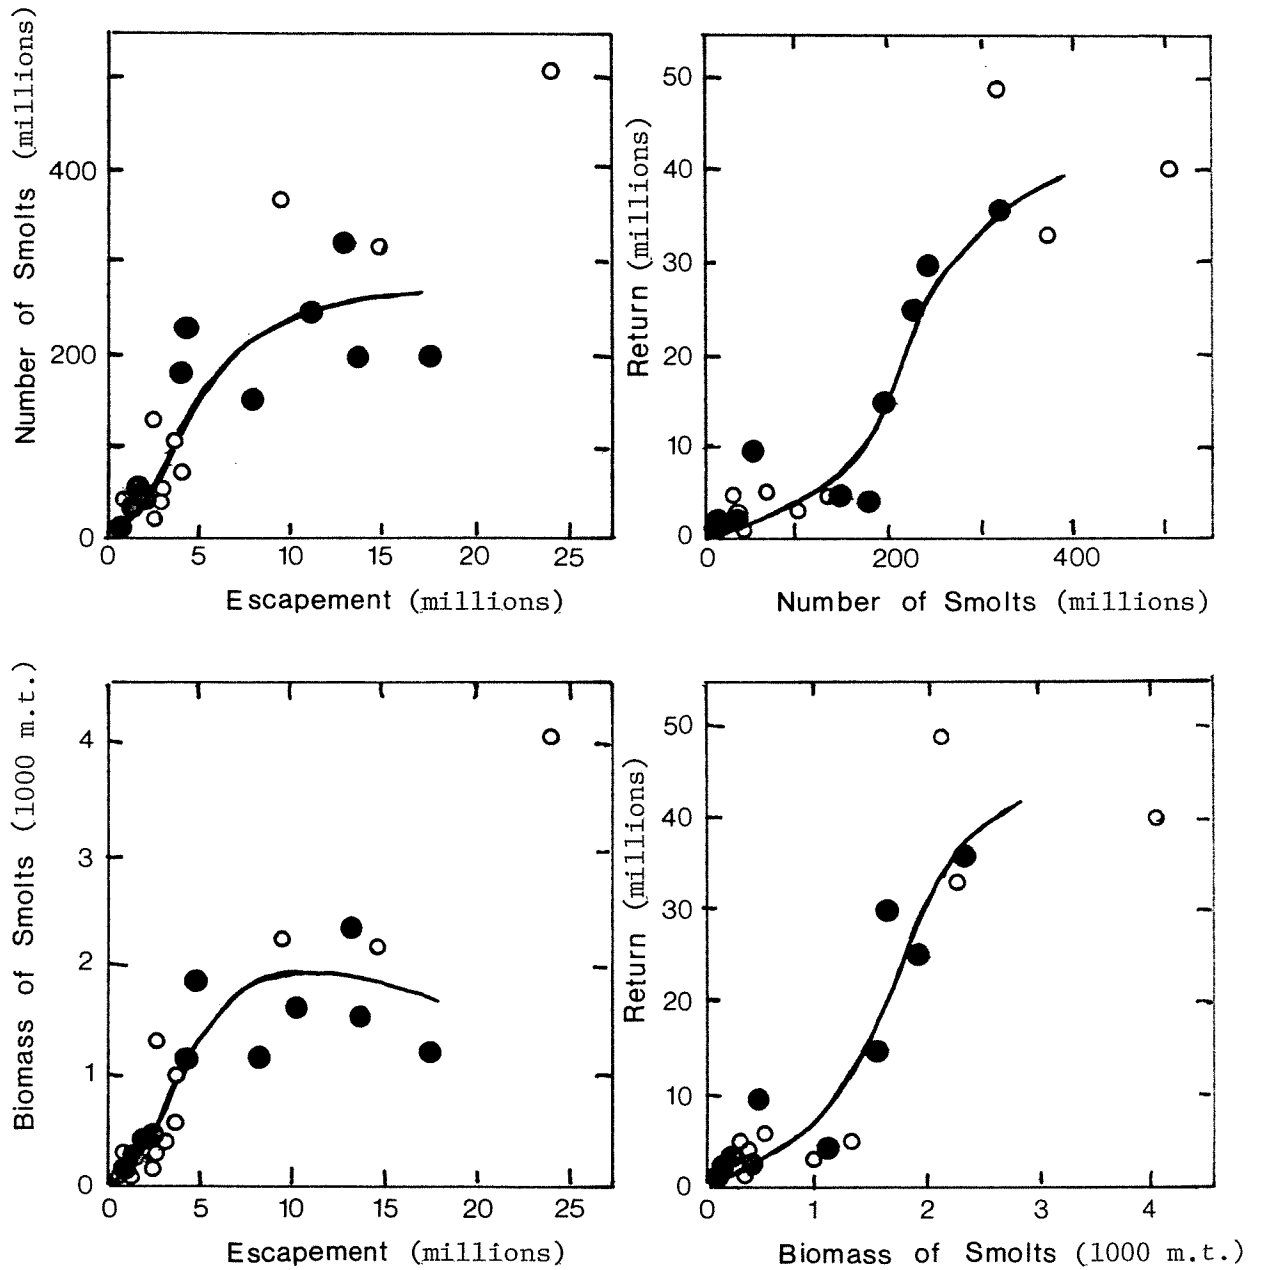 Number of Smolts (millions)
400
200
0
0 5 10 15 20 25
Escapement (millions)
Return (millions)
50
40
30
20
10
0
0 200 400
Number of Smolts (millions)
Biomass of Smolts (1000 m.t.)
4
3
2
1
0
0 5 10 15 20 25
Escapement (millions)
Return (millions)
50
40
30
20
10
0
0 1 2 3 4
Biomass of Smolts (1000 m.t.)